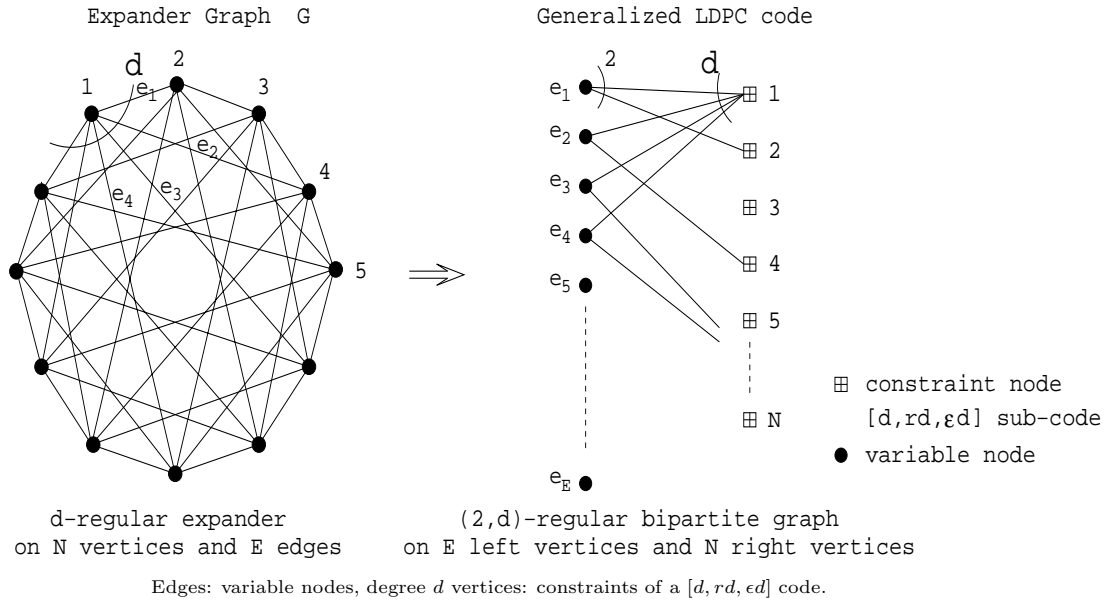 Expander Graph G
d
2
1
e₁
3
e₂
4
e₄
e₃
5
d-regular expander
on N vertices and E edges
Generalized LDPC code
2
d
e₁
1
e₂
2
e₃
3
e₄
4
e₅
5
N
e_E
constraint node
[d,rd,εd] sub-code
variable node
(2,d)-regular bipartite graph
on E left vertices and N right vertices
Edges: variable nodes, degree d vertices: constraints of a [d, rd, ϵd] code.